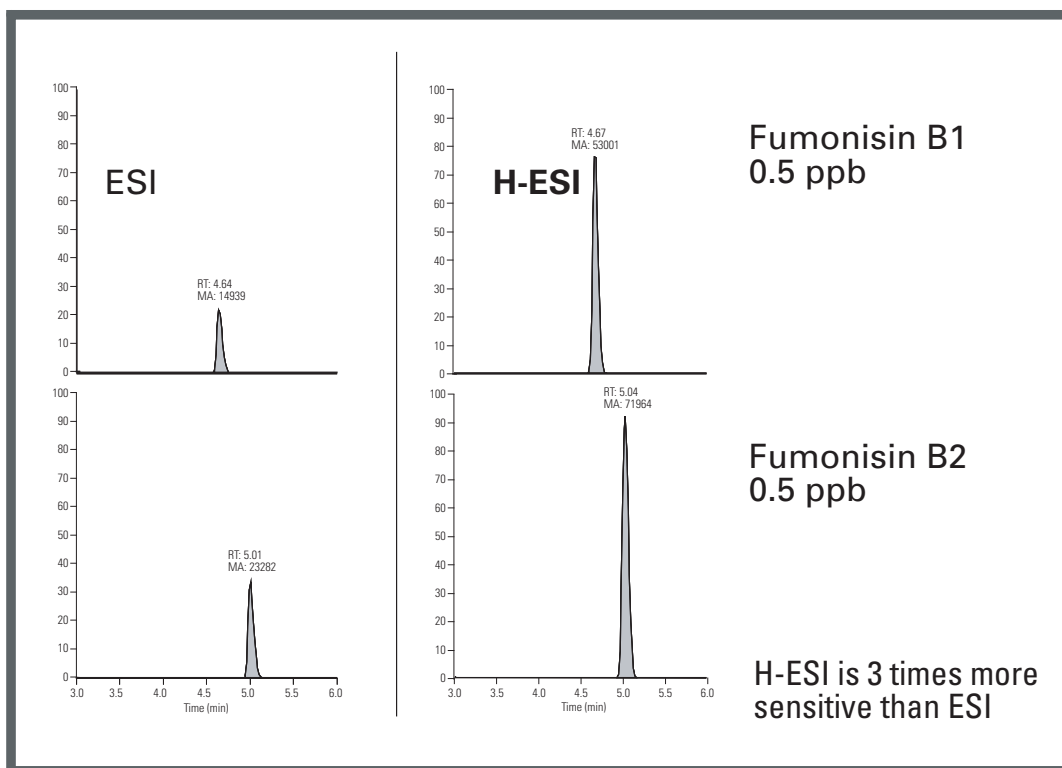 100
90
80
70
60
50
40
30
20
10
0
ESI
RT: 4.64
MA: 14939
100
90
80
70
60
50
40
30
20
10
0
H-ESI
RT: 4.67
MA: 53001
Fumonisin B1
0.5 ppb
100
90
80
70
60
50
40
30
20
10
0
RT: 5.01
MA: 23282
3.0 3.5 4.0 4.5 5.0 5.5 6.0
Time (min)
100
90
80
70
60
50
40
30
20
10
0
RT: 5.04
MA: 71964
3.0 3.5 4.0 4.5 5.0 5.5 6.0
Time (min)
Fumonisin B2
0.5 ppb
H-ESI is 3 times more
sensitive than ESI